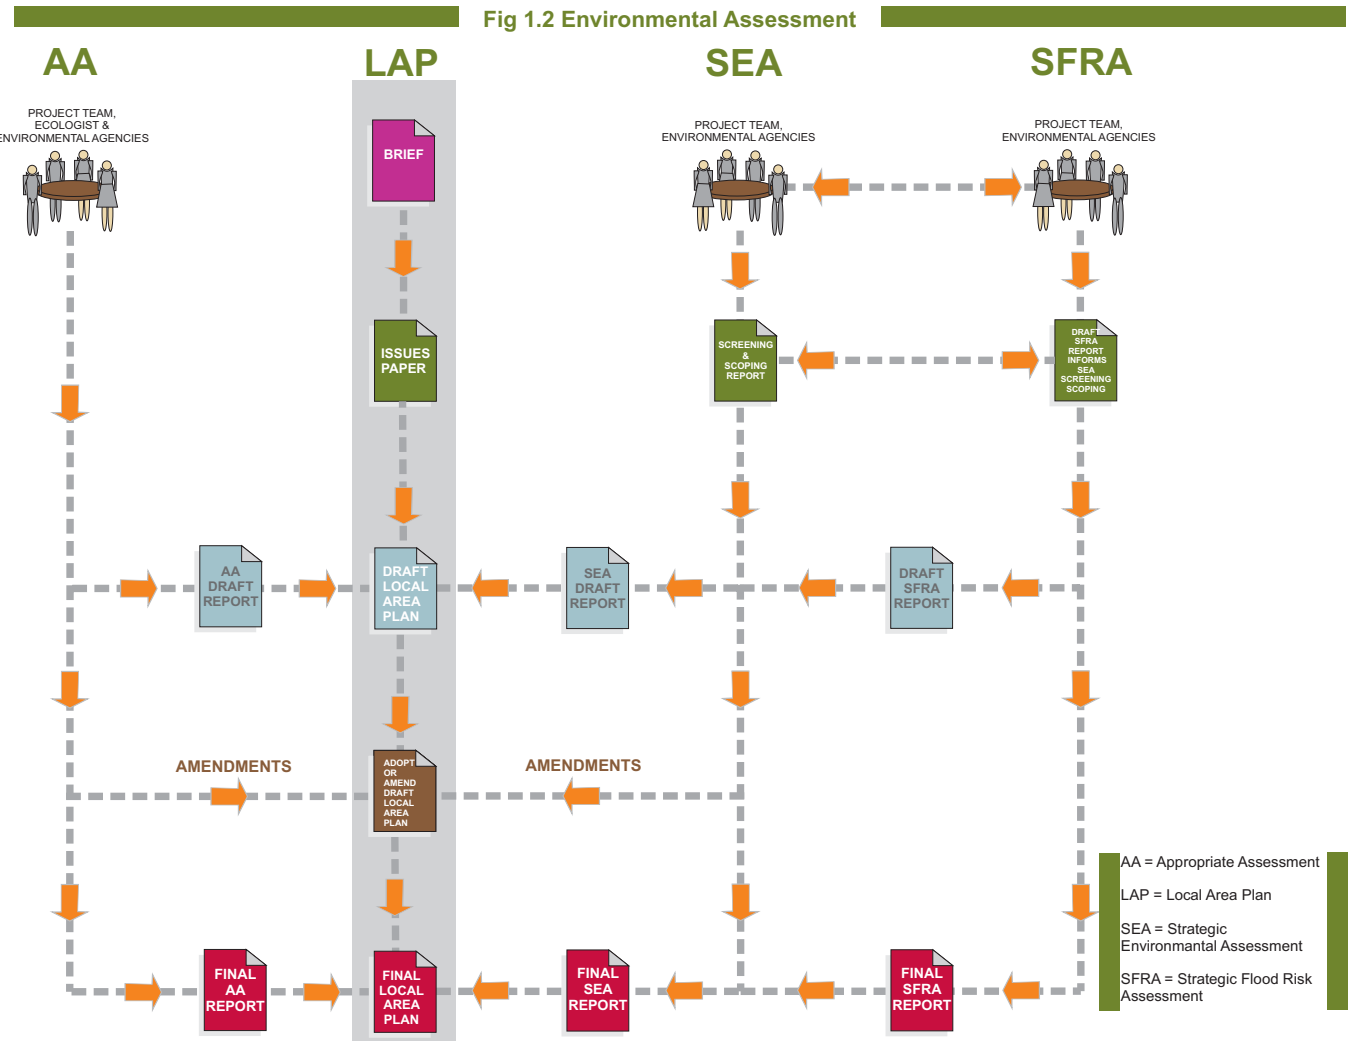 Fig 1.2 Environmental Assessment
AA
LAP
SEA
SFRA
PROJECT TEAM,
ECOLOGIST &
ENVIRONMENTAL AGENCIES
BRIEF
PROJECT TEAM,
ENVIRONMENTAL AGENCIES
PROJECT TEAM,
ENVIRONMENTAL AGENCIES
ISSUES
PAPER
SCREENING
&
SCOPING
REPORT
DRAFT
SFRA
REPORT
INFORMS
SEA
SCREENING
SCOPING
AA
DRAFT
REPORT
DRAFT
LOCAL
AREA
PLAN
SEA
DRAFT
REPORT
DRAFT
SFRA
REPORT
AMENDMENTS
ADOPT
OR
AMEND
DRAFT
LOCAL
AREA
PLAN
AMENDMENTS
FINAL
AA
REPORT
FINAL
LOCAL
AREA
PLAN
FINAL
SEA
REPORT
FINAL
SFRA
REPORT
AA = Appropriate Assessment
LAP = Local Area Plan
SEA = Strategic
Environmantal Assessment
SFRA = Strategic Flood Risk
Assessment